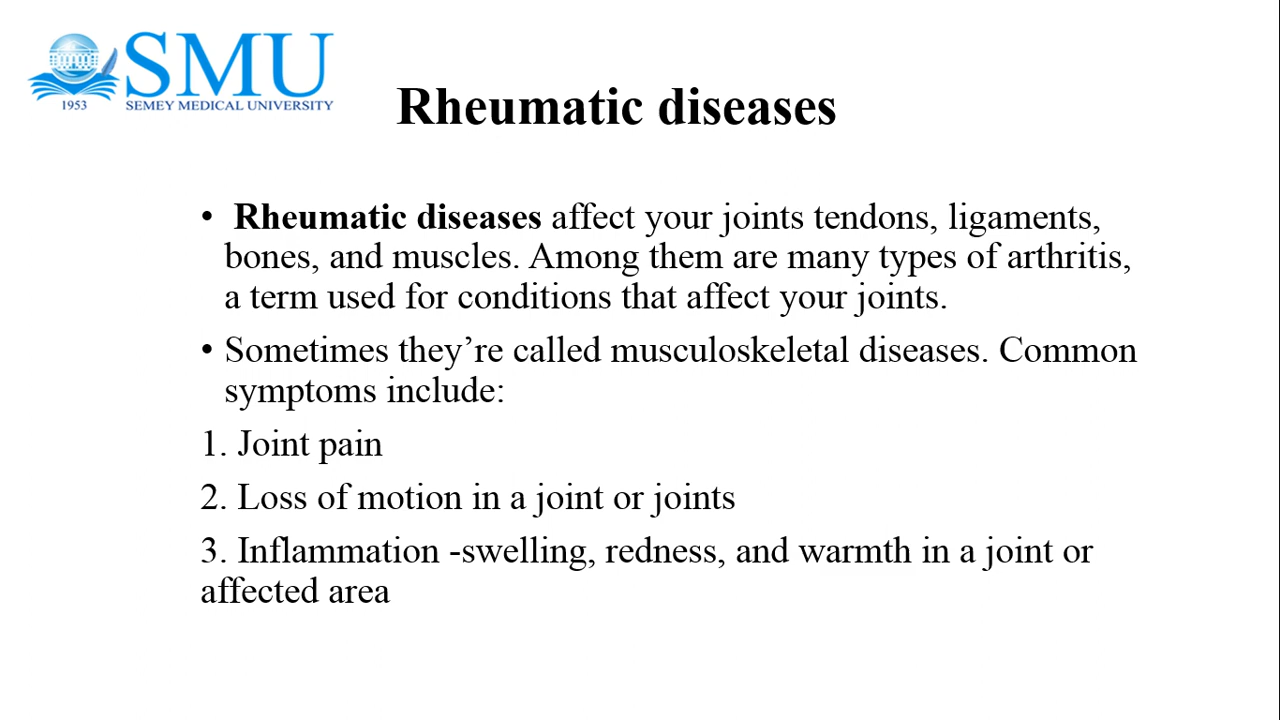 SMU
1953
SEMEY MEDICAL UNIVERSITY
Rheumatic diseases
• Rheumatic diseases affect your joints tendons, ligaments,
bones, and muscles. Among them are many types of arthritis,
a term used for conditions that affect your joints.
• Sometimes they’re called musculoskeletal diseases. Common
symptoms include:
1. Joint pain
2. Loss of motion in a joint or joints
3. Inflammation -swelling, redness, and warmth in a joint or
affected area